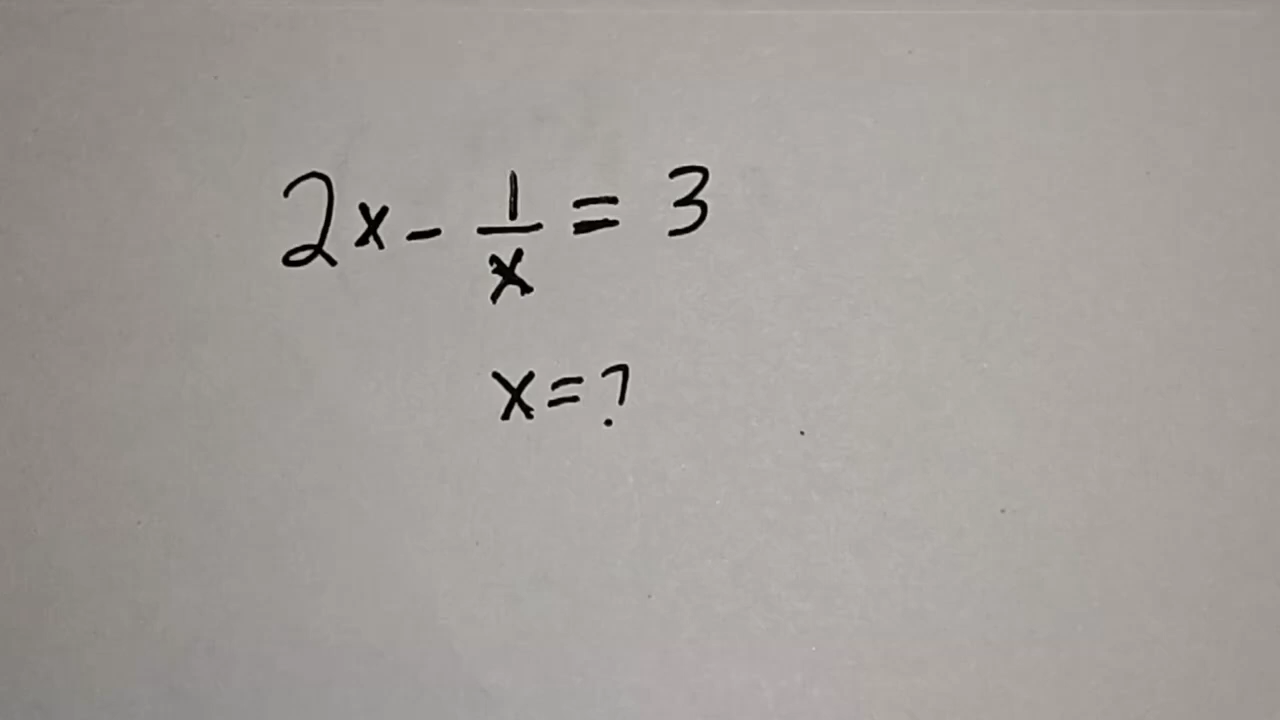 2x - 1/x = 3
x = ?